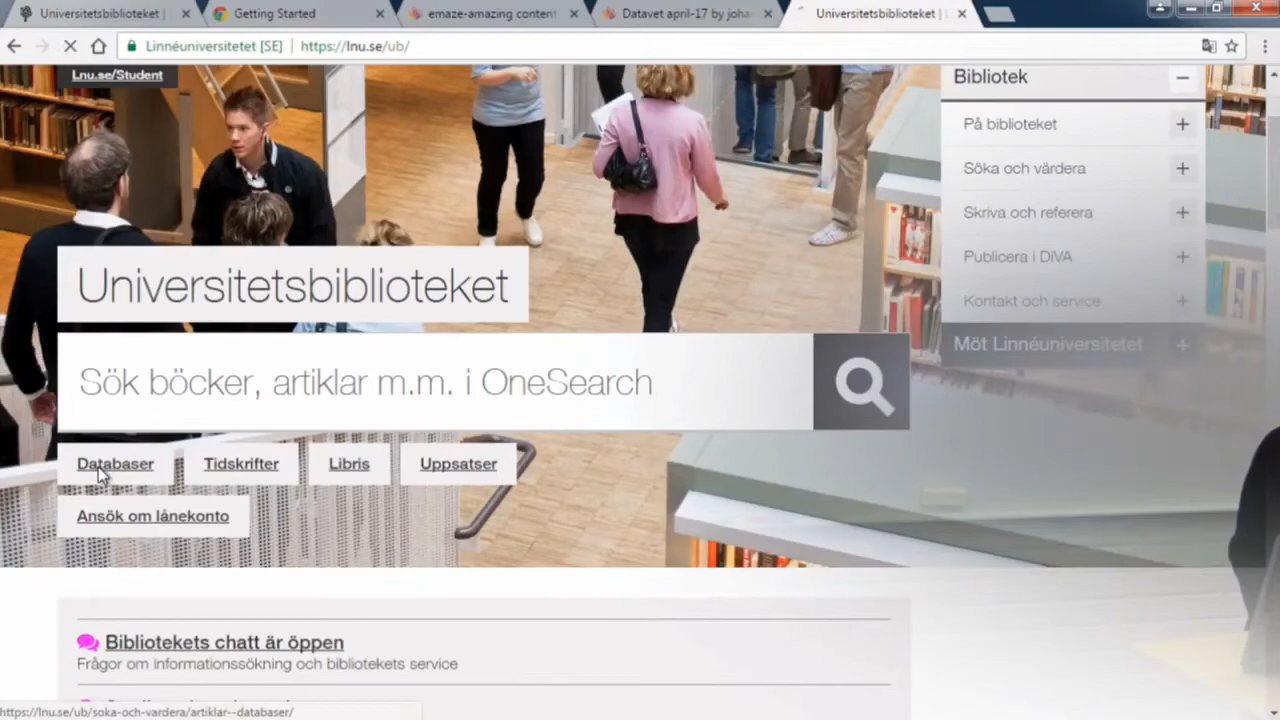 Universitetsbiblioteket |
Getting Started
emaze-amazing content
Datavet april-17 by joha
Universitetsbiblioteket |
Linnéuniversitetet [SE]
https://lnu.se/ub/
Lnu.se/Student
Bibliotek
På biblioteket
Söka och värdera
Skriva och referera
Publicera i DiVA
Kontakt och service
Möt Linnéuniversitetet
Universitetsbiblioteket
Sök böcker, artiklar m.m. i OneSearch
Databaser
Tidskrifter
Libris
Uppsatser
Ansök om lånekonto
Bibliotekets chatt är öppen
Frågor om informationssökning och bibliotekets service
https://lnu.se/ub/soka-och-vardera/artiklar--databaser/